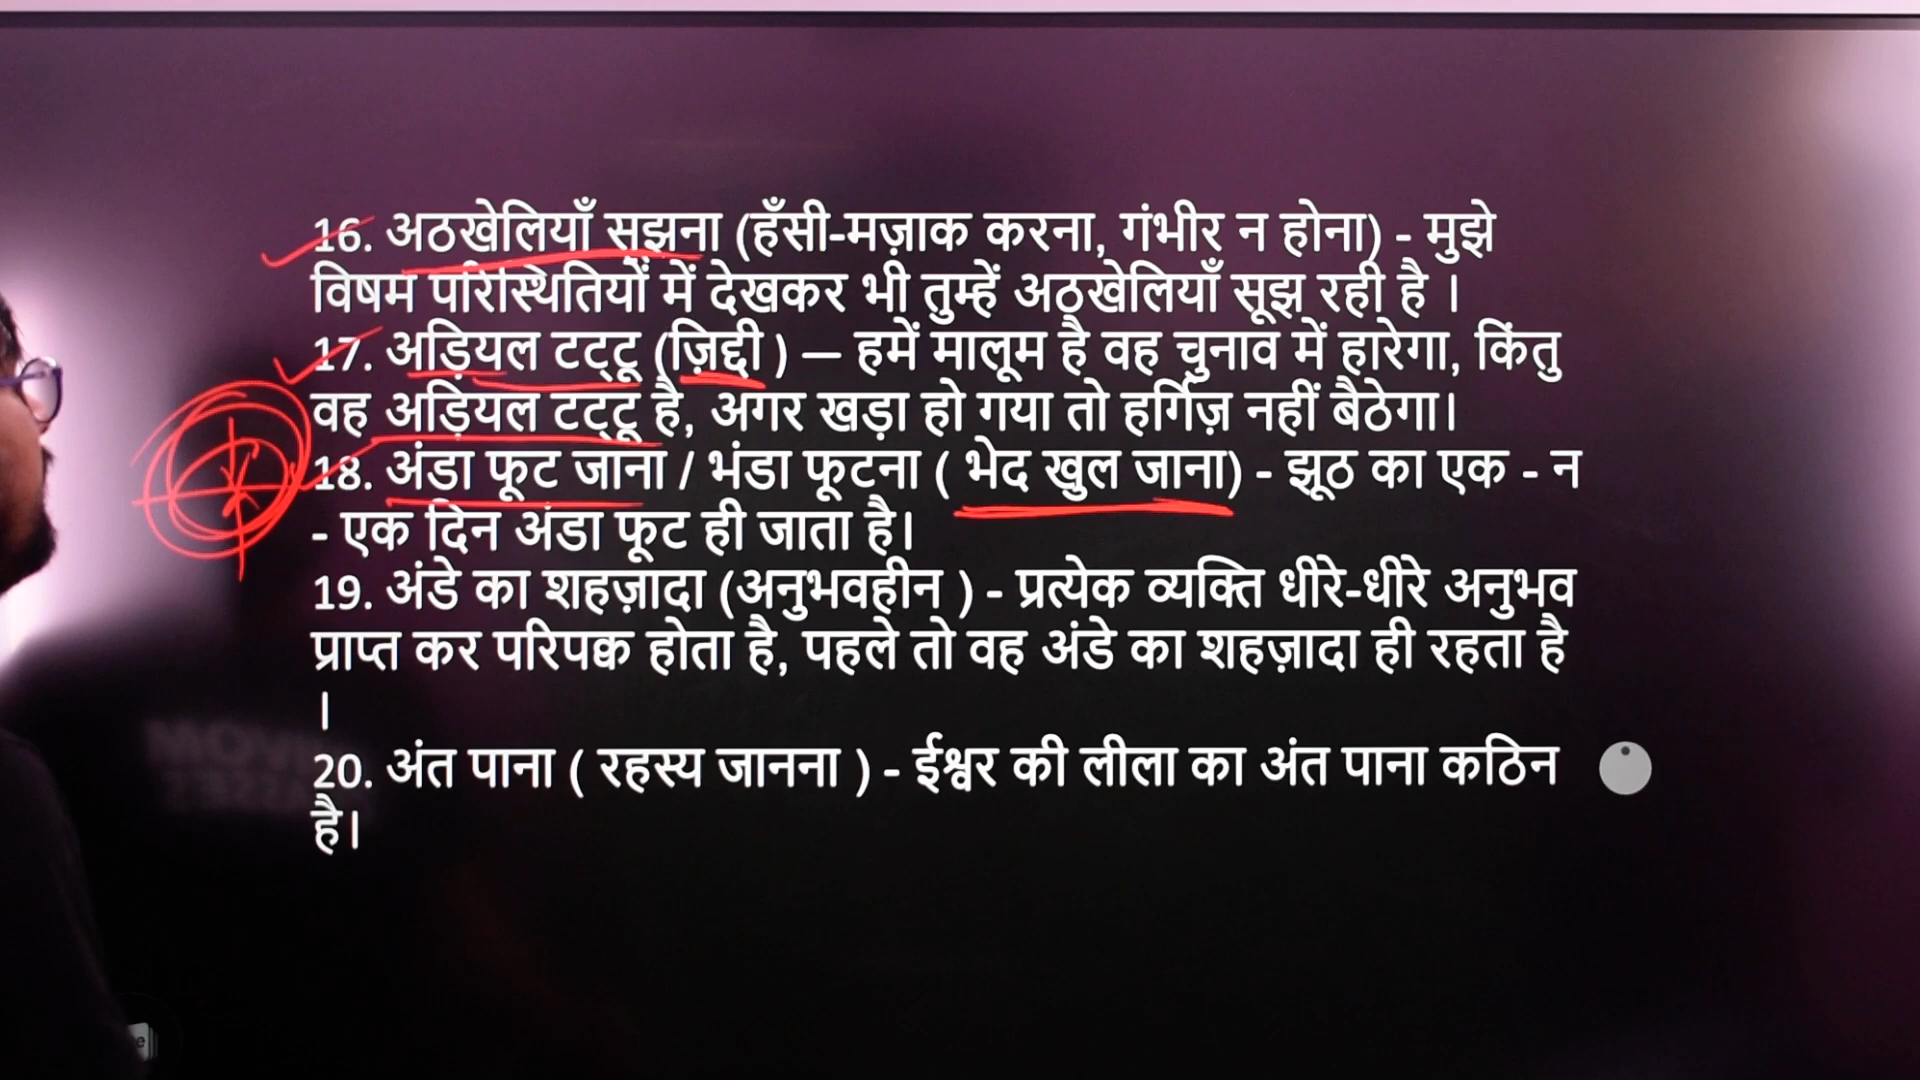 16. अठखेलियाँ सूझना (हँसी-मज़ाक करना, गंभीर न होना) - मुझे
विषम परिस्थितियों में देखकर भी तुम्हें अठखेलियाँ सूझ रही है ।
17. अड़ियल टट्टू (ज़िद्दी ) — हमें मालूम है वह चुनाव में हारेगा, किंतु
वह अड़ियल टट्टू है, अगर खड़ा हो गया तो हर्गिज़ नहीं बैठेगा।
18. अंडा फूट जाना / भंडा फूटना ( भेद खुल जाना) - झूठ का एक - न
- एक दिन अंडा फूट ही जाता है।
19. अंडे का शहज़ादा (अनुभवहीन ) - प्रत्येक व्यक्ति धीरे-धीरे अनुभव
प्राप्त कर परिपक्व होता है, पहले तो वह अंडे का शहज़ादा ही रहता है
।
20. अंत पाना ( रहस्य जानना ) - ईश्वर की लीला का अंत पाना कठिन
है।